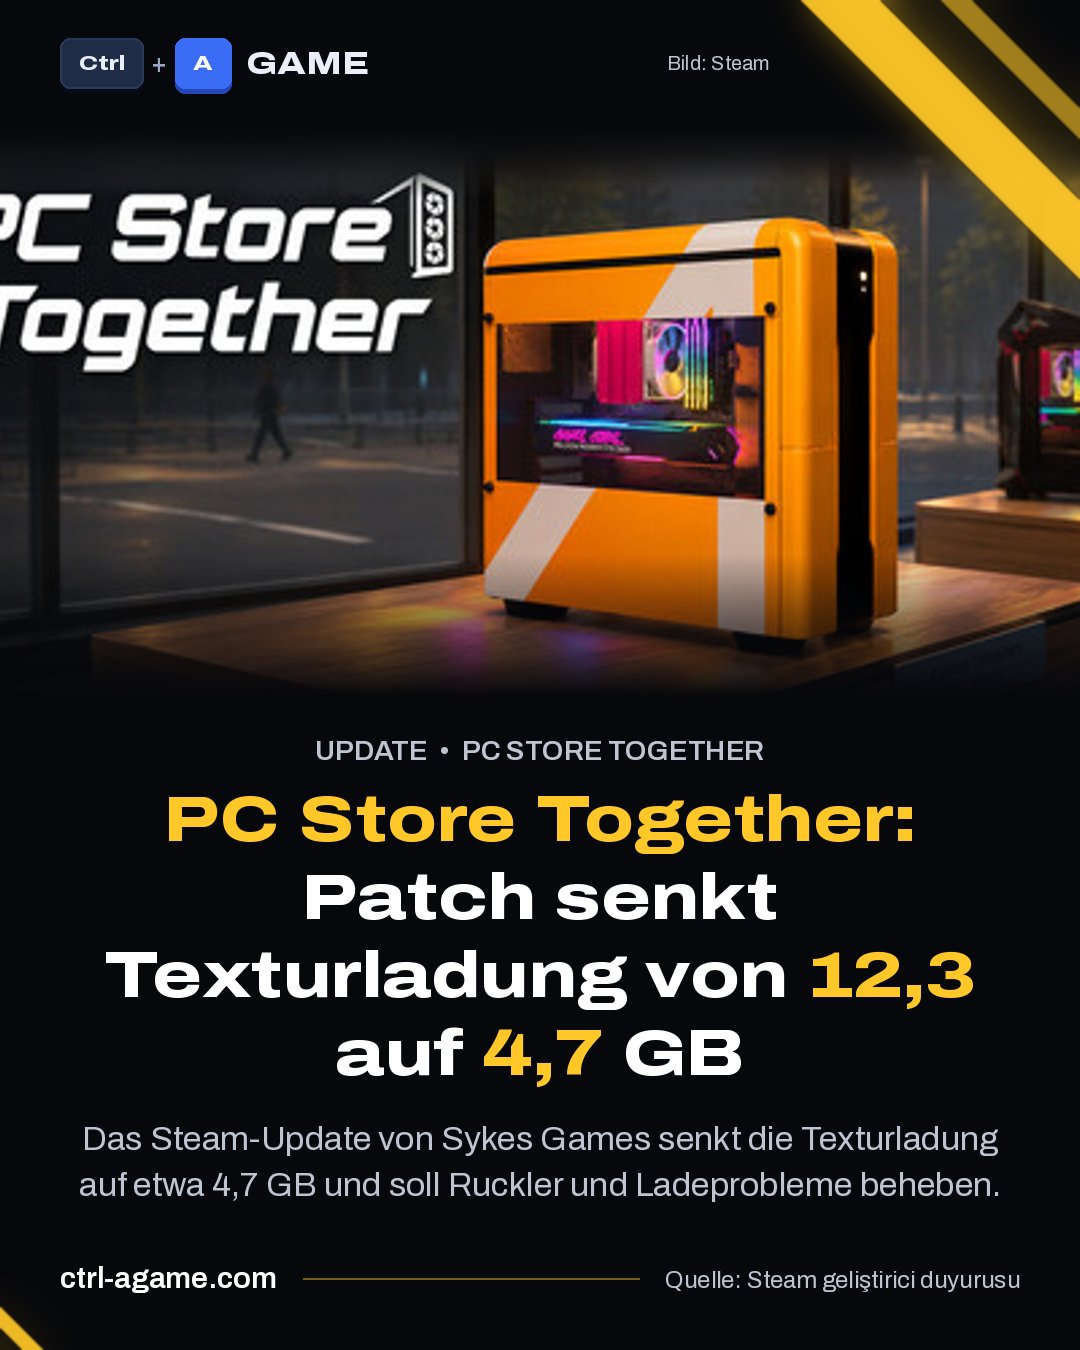 Ctrl + A GAME
Bild: Steam
PC Store
Together
UPDATE • PC STORE TOGETHER
PC Store Together:
Patch senkt
Texturladung von 12,3
auf 4,7 GB
Das Steam-Update von Sykes Games senkt die Texturladung
auf etwa 4,7 GB und soll Ruckler und Ladeprobleme beheben.
ctrl-agame.com
Quelle: Steam geliştirici duyurusu